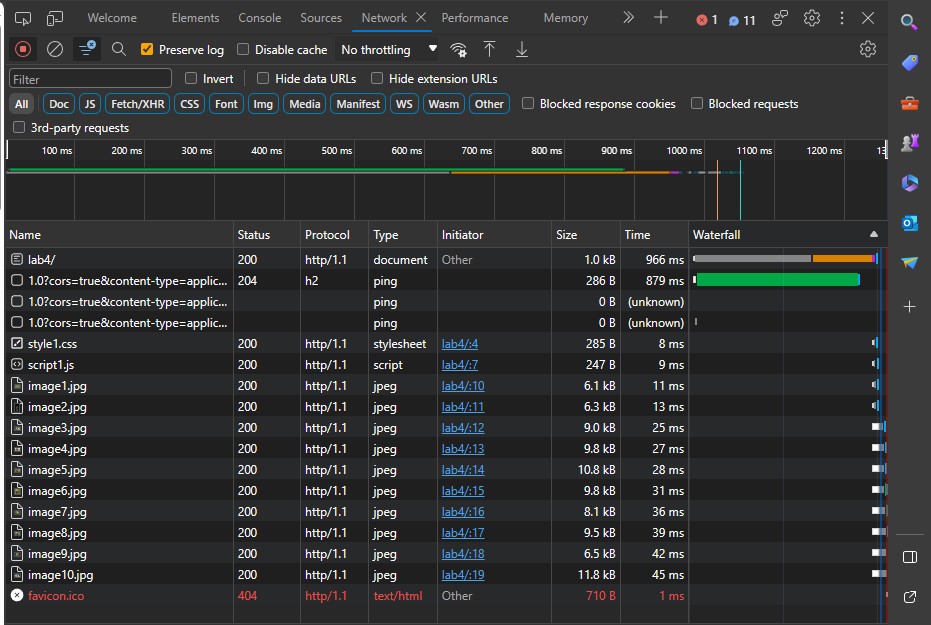 Welcome Elements Console Sources Network Performance Memory 1 11
Preserve log Disable cache No throttling
Filter Invert Hide data URLs Hide extension URLs
All Doc JS Fetch/XHR CSS Font Img Media Manifest WS Wasm Other Blocked response cookies Blocked requests
3rd-party requests
100 ms 200 ms 300 ms 400 ms 500 ms 600 ms 700 ms 800 ms 900 ms 1000 ms 1100 ms 1200 ms
Name Status Protocol Type Initiator Size Time Waterfall
lab4/ 200 http/1.1 document Other 1.0 kB 966 ms
1.0?cors=true&content-type=applic... 204 h2 ping 286 B 879 ms
1.0?cors=true&content-type=applic... ping 0 B (unknown)
1.0?cors=true&content-type=applic... ping 0 B (unknown)
style1.css 200 http/1.1 stylesheet lab4/:4 285 B 8 ms
script1.js 200 http/1.1 script lab4/:7 247 B 9 ms
image1.jpg 200 http/1.1 jpeg lab4/:10 6.1 kB 11 ms
image2.jpg 200 http/1.1 jpeg lab4/:11 6.3 kB 13 ms
image3.jpg 200 http/1.1 jpeg lab4/:12 9.0 kB 25 ms
image4.jpg 200 http/1.1 jpeg lab4/:13 9.8 kB 27 ms
image5.jpg 200 http/1.1 jpeg lab4/:14 10.8 kB 28 ms
image6.jpg 200 http/1.1 jpeg lab4/:15 9.8 kB 31 ms
image7.jpg 200 http/1.1 jpeg lab4/:16 8.1 kB 36 ms
image8.jpg 200 http/1.1 jpeg lab4/:17 9.5 kB 39 ms
image9.jpg 200 http/1.1 jpeg lab4/:18 6.5 kB 42 ms
image10.jpg 200 http/1.1 jpeg lab4/:19 11.8 kB 45 ms
favicon.ico 404 http/1.1 text/html Other 710 B 1 ms